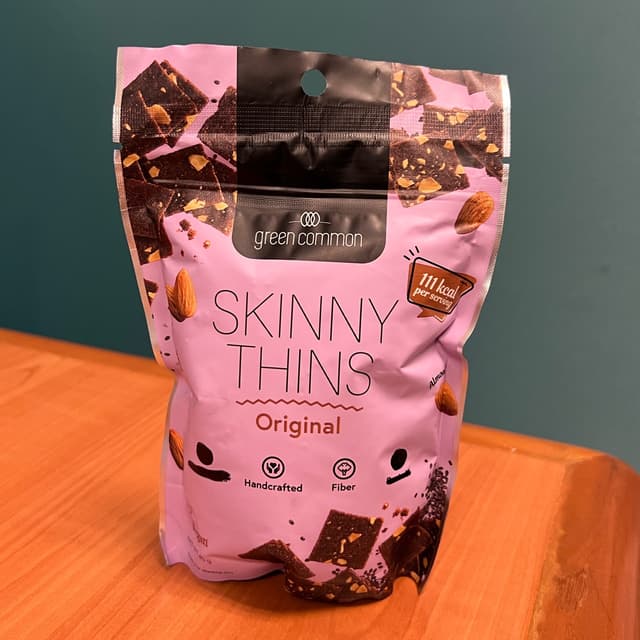 green common
111 kcal
per serving
SKINNY
THINS
Original
Handcrafted
Fiber